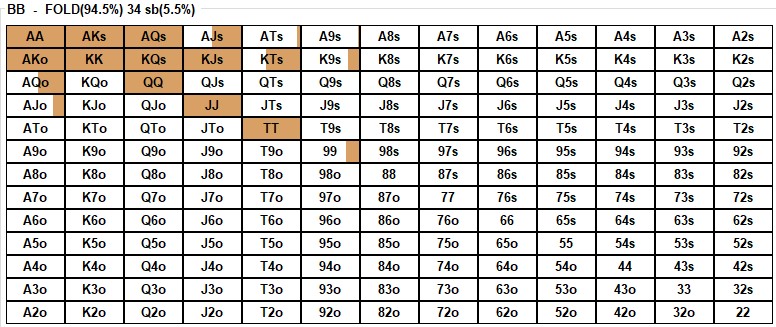 BB - FOLD(94.5%) 34 sb(5.5%)
AA AKs AQs AJs ATs A9s A8s A7s A6s A5s A4s A3s A2s
AKo KK KQs KJs KTs K9s K8s K7s K6s K5s K4s K3s K2s
AQo KQo QQ QJs QTs Q9s Q8s Q7s Q6s Q5s Q4s Q3s Q2s
AJo KJo QJo JJ JTs J9s J8s J7s J6s J5s J4s J3s J2s
ATo KTo QTo JTo TT T9s T8s T7s T6s T5s T4s T3s T2s
A9o K9o Q9o J9o T9o 99 98s 97s 96s 95s 94s 93s 92s
A8o K8o Q8o J8o T8o 98o 88 87s 86s 85s 84s 83s 82s
A7o K7o Q7o J7o T7o 97o 87o 77 76s 75s 74s 73s 72s
A6o K6o Q6o J6o T6o 96o 86o 76o 66 65s 64s 63s 62s
A5o K5o Q5o J5o T5o 95o 85o 75o 65o 55 54s 53s 52s
A4o K4o Q4o J4o T4o 94o 84o 74o 64o 54o 44 43s 42s
A3o K3o Q3o J3o T3o 93o 83o 73o 63o 53o 43o 33 32s
A2o K2o Q2o J2o T2o 92o 82o 72o 62o 52o 42o 32o 22